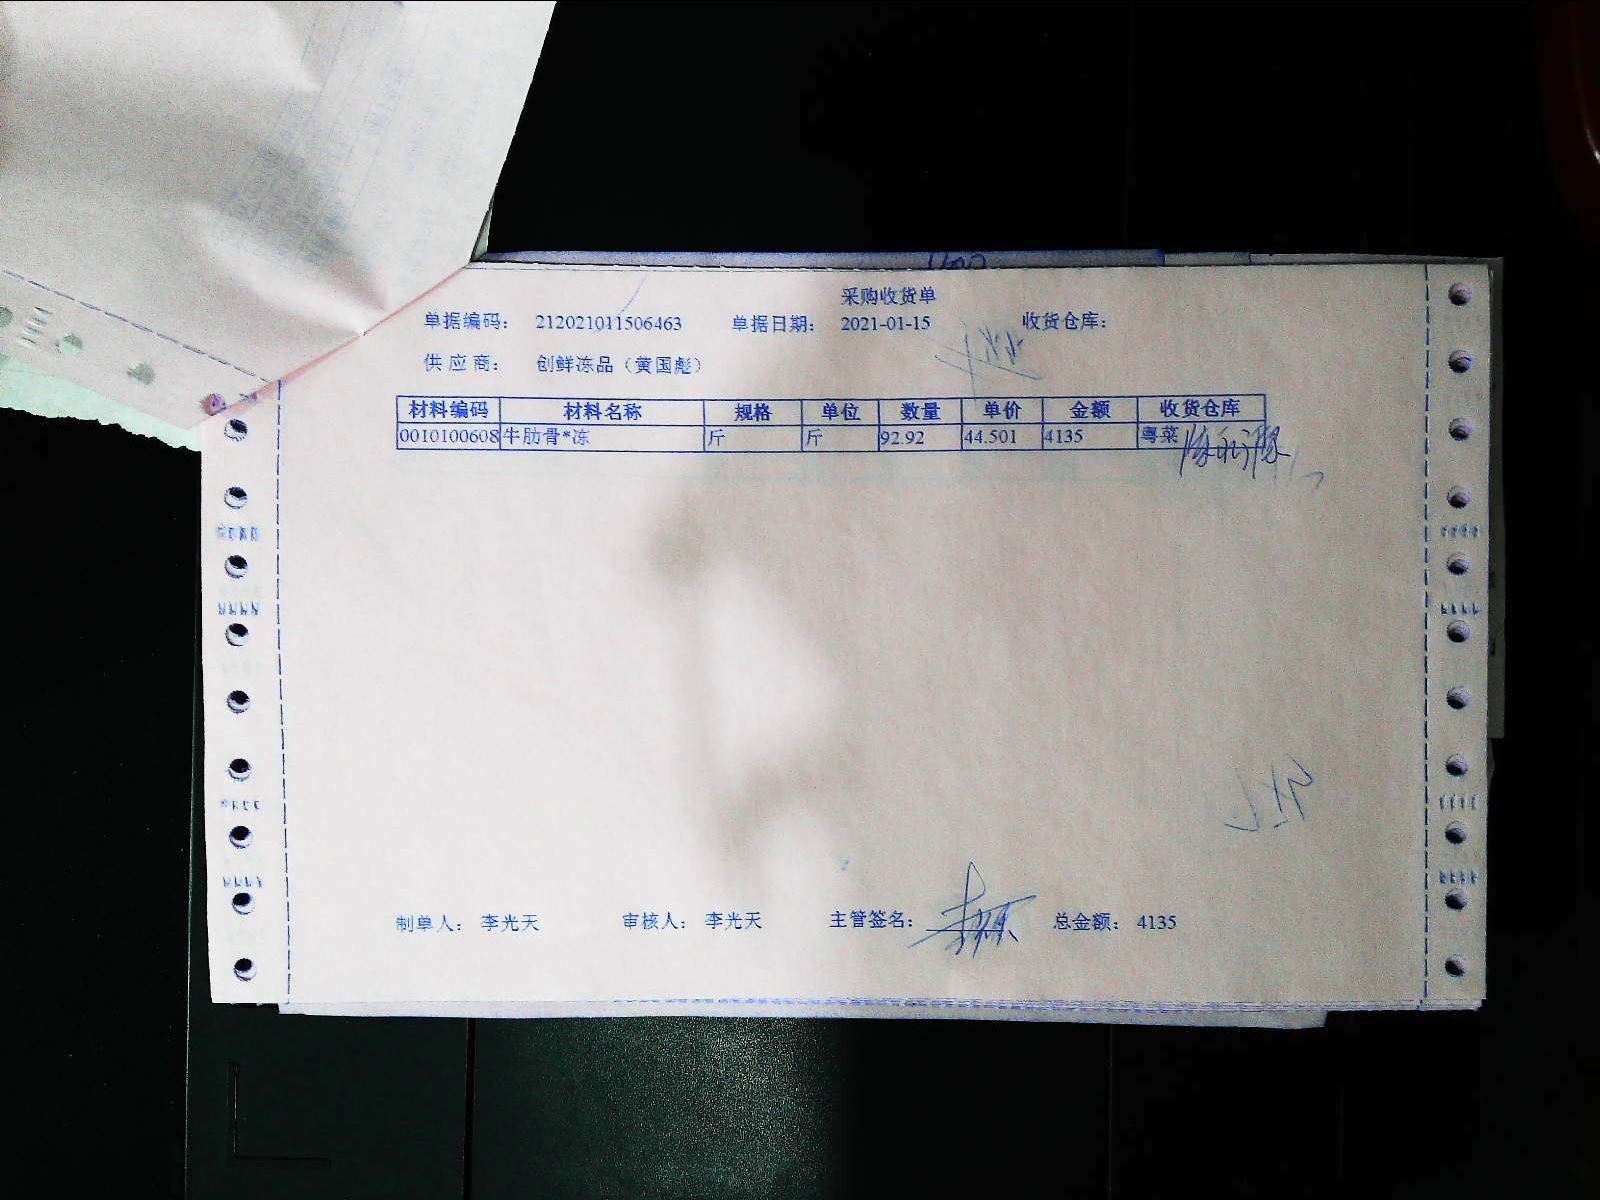 采购收货单
单据编码： 212021011506463 单据日期： 2021-01-15 收货仓库：
供应商： 创鲜冻品（黄国彪）
材料编码 材料名称 规格 单位 数量 单价 金额 收货仓库
0010100608 牛肋骨*冻 斤 斤 92.92 44.501 4135 粤菜
制单人： 李光天 审核人： 李光天 主管签名： 总金额： 4135